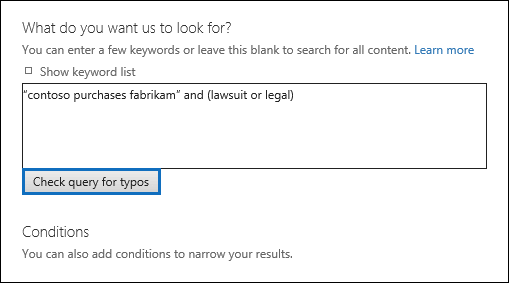 What do you want us to look for?
You can enter a few keywords or leave this blank to search for all content. Learn more
Show keyword list
“contoso purchases fabrikam” and (lawsuit or legal)
Check query for typos
Conditions
You can also add conditions to narrow your results.